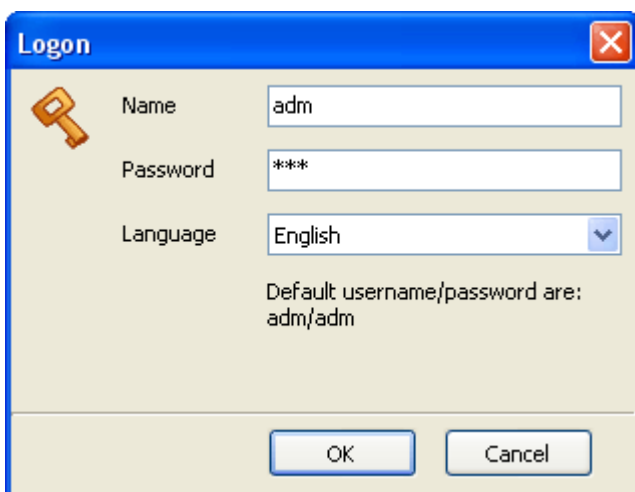 Logon
Name adm
Password ***
Language English
Default username/password are:
adm/adm
OK Cancel